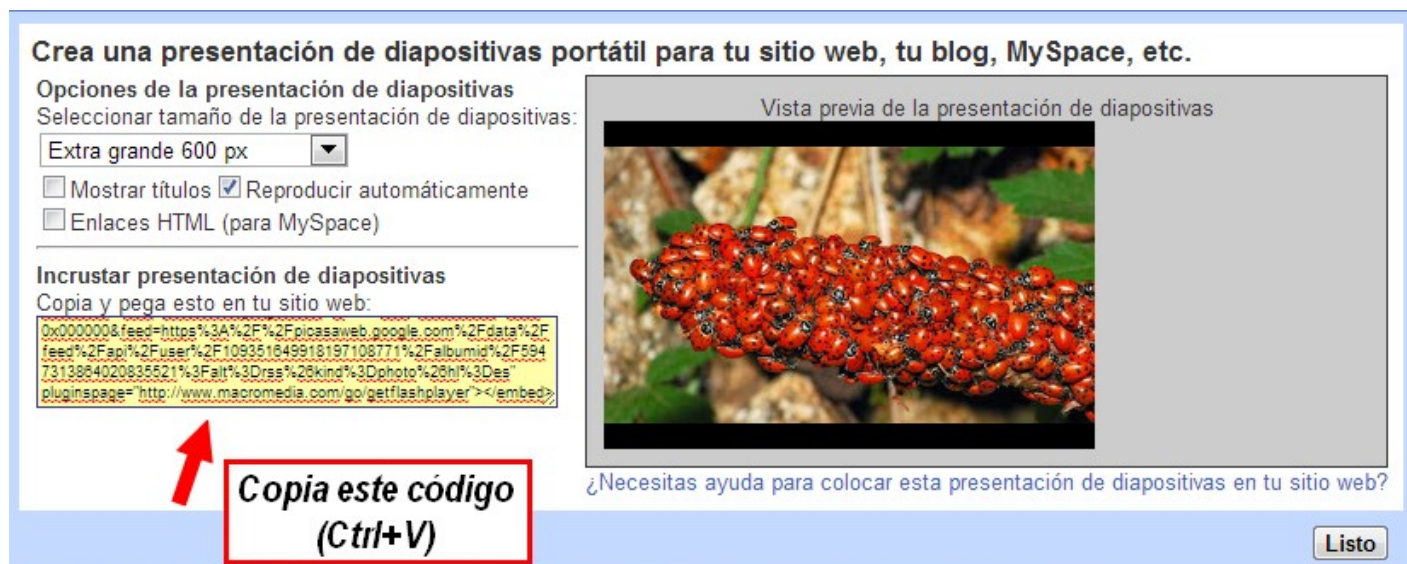 Crea una presentación de diapositivas portátil para tu sitio web, tu blog, MySpace, etc.
Opciones de la presentación de diapositivas
Seleccionar tamaño de la presentación de diapositivas:
Extra grande 600 px
Mostrar títulos Reproducir automáticamente
Enlaces HTML (para MySpace)
Incrustar presentación de diapositivas
Copia y pega esto en tu sitio web:
0x000000&feed=https%3A%2F%2Fpicasaweb.google.com%2Fdata%2F
feed%2Fapi%2Fuser%2F109351649918197108771%2Falbumid%2F594
7313864020835521%3Falt%3Drss%26kind%3Dphoto%26hl%3Des"
pluginspage="http://www.macromedia.com/go/getflashplayer"></embed>
Copia este código
(Ctrl+V)
Vista previa de la presentación de diapositivas
¿Necesitas ayuda para colocar esta presentación de diapositivas en tu sitio web?
Listo